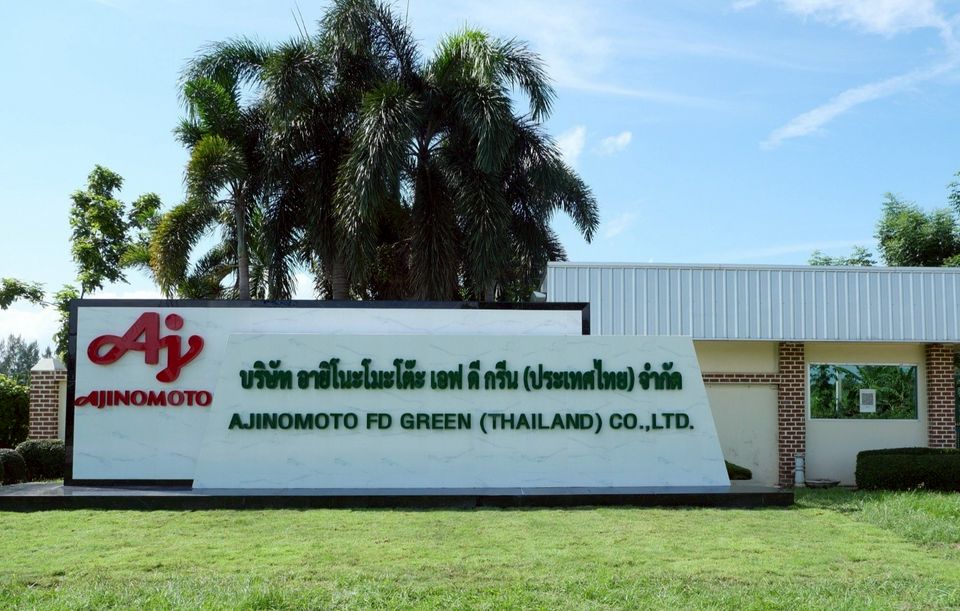 Aj
AJINOMOTO
บริษัท อายิโนะโมะโต๊ะ เอฟ ดี กรีน (ประเทศไทย) จำกัด
AJINOMOTO FD GREEN (THAILAND) CO.,LTD.